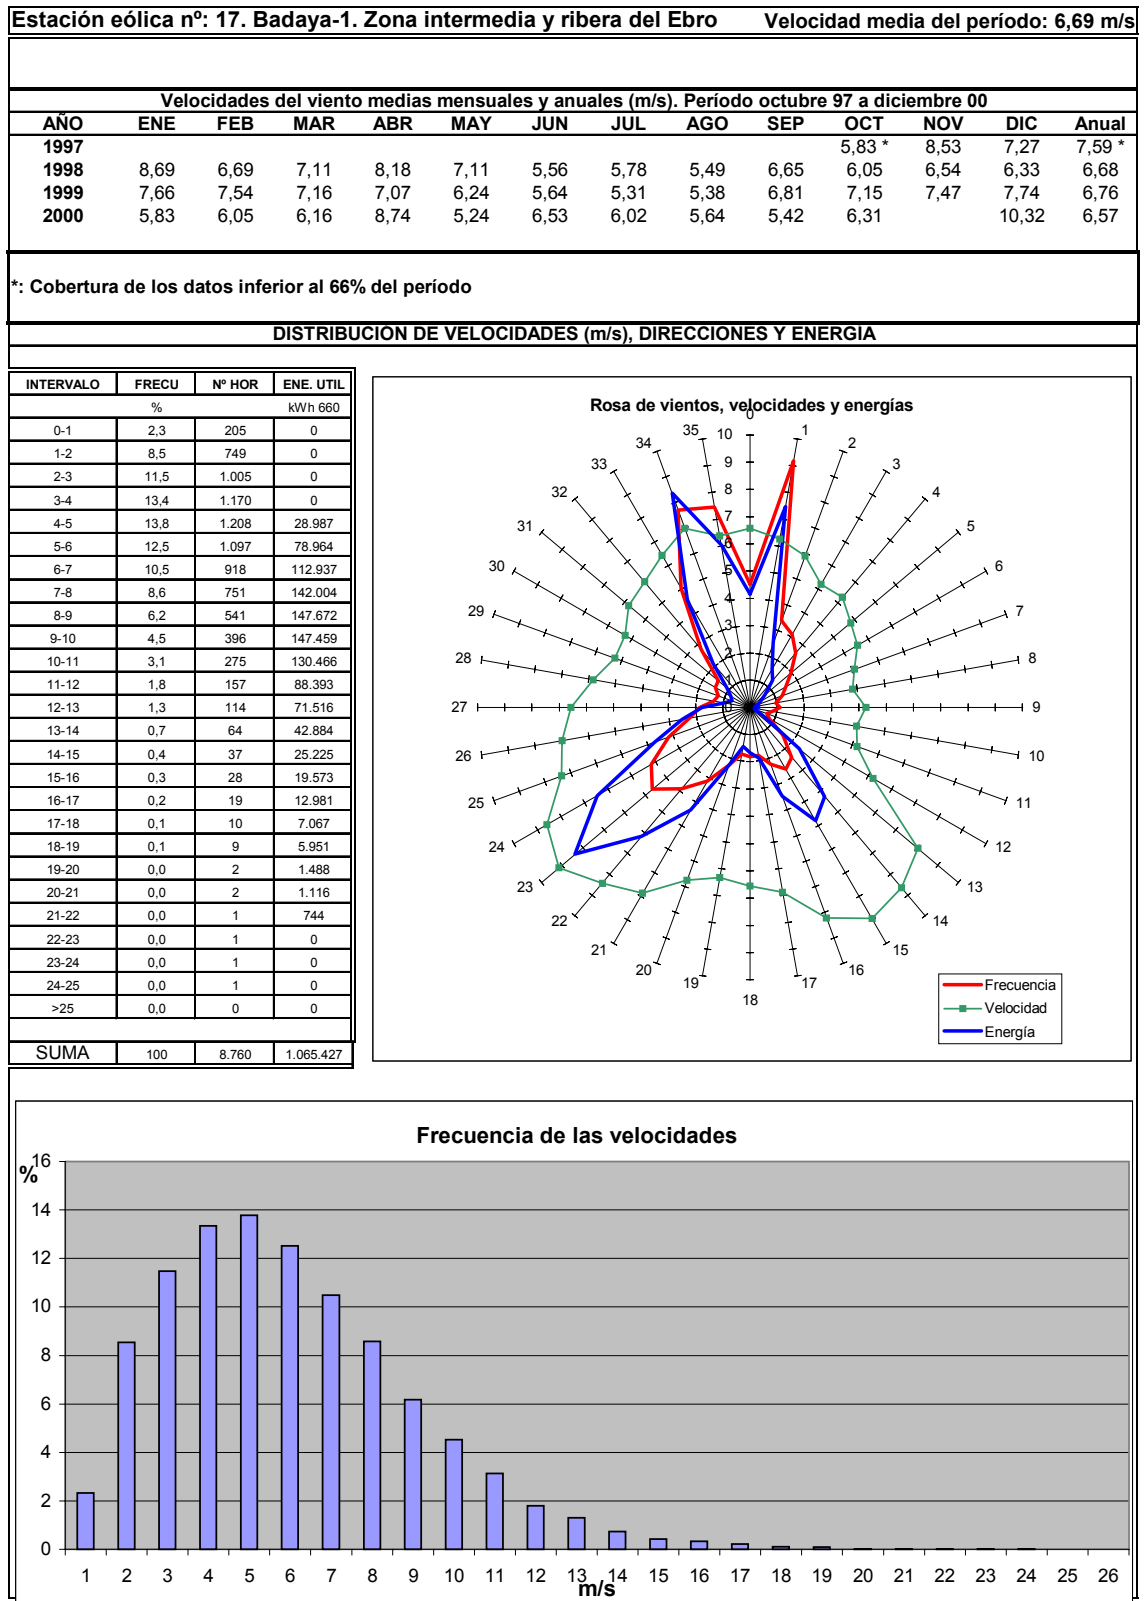 Estación eólica nº: 17. Badaya-1. Zona intermedia y ribera del Ebro Velocidad media del período: 6,69 m/s
Velocidades del viento medias mensuales y anuales (m/s). Período octubre 97 a diciembre 00
AÑO ENE FEB MAR ABR MAY JUN JUL AGO SEP OCT NOV DIC Anual
1997 5,83 * 8,53 7,27 7,59 *
1998 8,69 6,69 7,11 8,18 7,11 5,56 5,78 5,49 6,65 6,05 6,54 6,33 6,68
1999 7,66 7,54 7,16 7,07 6,24 5,64 5,31 5,38 6,81 7,15 7,47 7,74 6,76
2000 5,83 6,05 6,16 8,74 5,24 6,53 6,02 5,64 5,42 6,31 10,32 6,57
*: Cobertura de los datos inferior al 66% del período
DISTRIBUCION DE VELOCIDADES (m/s), DIRECCIONES Y ENERGIA
INTERVALO FRECU Nº HOR ENE. UTIL
% kWh 660
0-1 2,3 205 0
1-2 8,5 749 0
2-3 11,5 1.005 0
3-4 13,4 1.170 0
4-5 13,8 1.208 28.987
5-6 12,5 1.097 78.964
6-7 10,5 918 112.937
7-8 8,6 751 142.004
8-9 6,2 541 147.672
9-10 4,5 396 147.459
10-11 3,1 275 130.466
11-12 1,8 157 88.393
12-13 1,3 114 71.516
13-14 0,7 64 42.884
14-15 0,4 37 25.225
15-16 0,3 28 19.573
16-17 0,2 19 12.981
17-18 0,1 10 7.067
18-19 0,1 9 5.951
19-20 0,0 2 1.488
20-21 0,0 2 1.116
21-22 0,0 1 744
22-23 0,0 1 0
23-24 0,0 1 0
24-25 0,0 1 0
>25 0,0 0 0
SUMA 100 8.760 1.065.427
Rosa de vientos, velocidades y energías
0
1
2
3
4
5
6
7
8
9
10
11
12
13
14
15
16
17
18
19
20
21
22
23
24
25
26
27
28
29
30
31
32
33
34
35
10
9
8
7
6
5
4
3
2
1
Frecuencia
Velocidad
Energía
Frecuencia de las velocidades
%
16
14
12
10
8
6
4
2
0
1 2 3 4 5 6 7 8 9 10 11 12 13 14 15 16 17 18 19 20 21 22 23 24 25 26
m/s